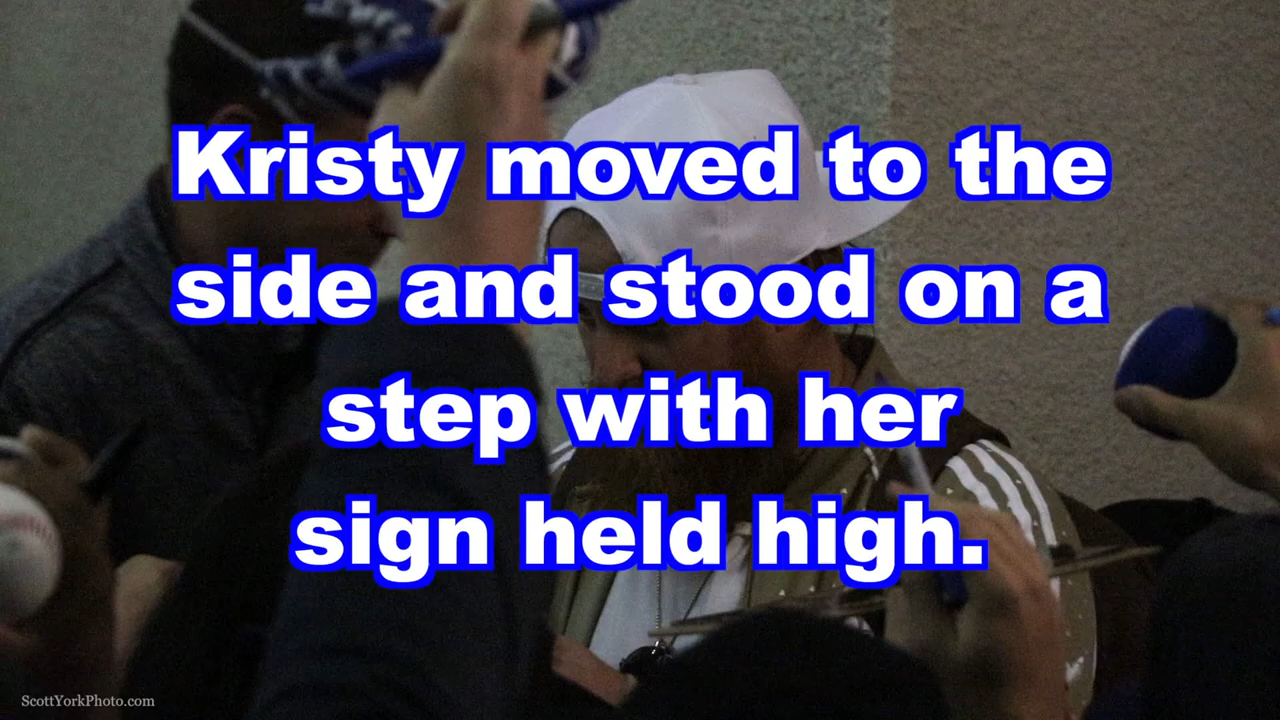 Kristy moved to the
side and stood on a
step with her
sign held high.
ScottYorkPhoto.com